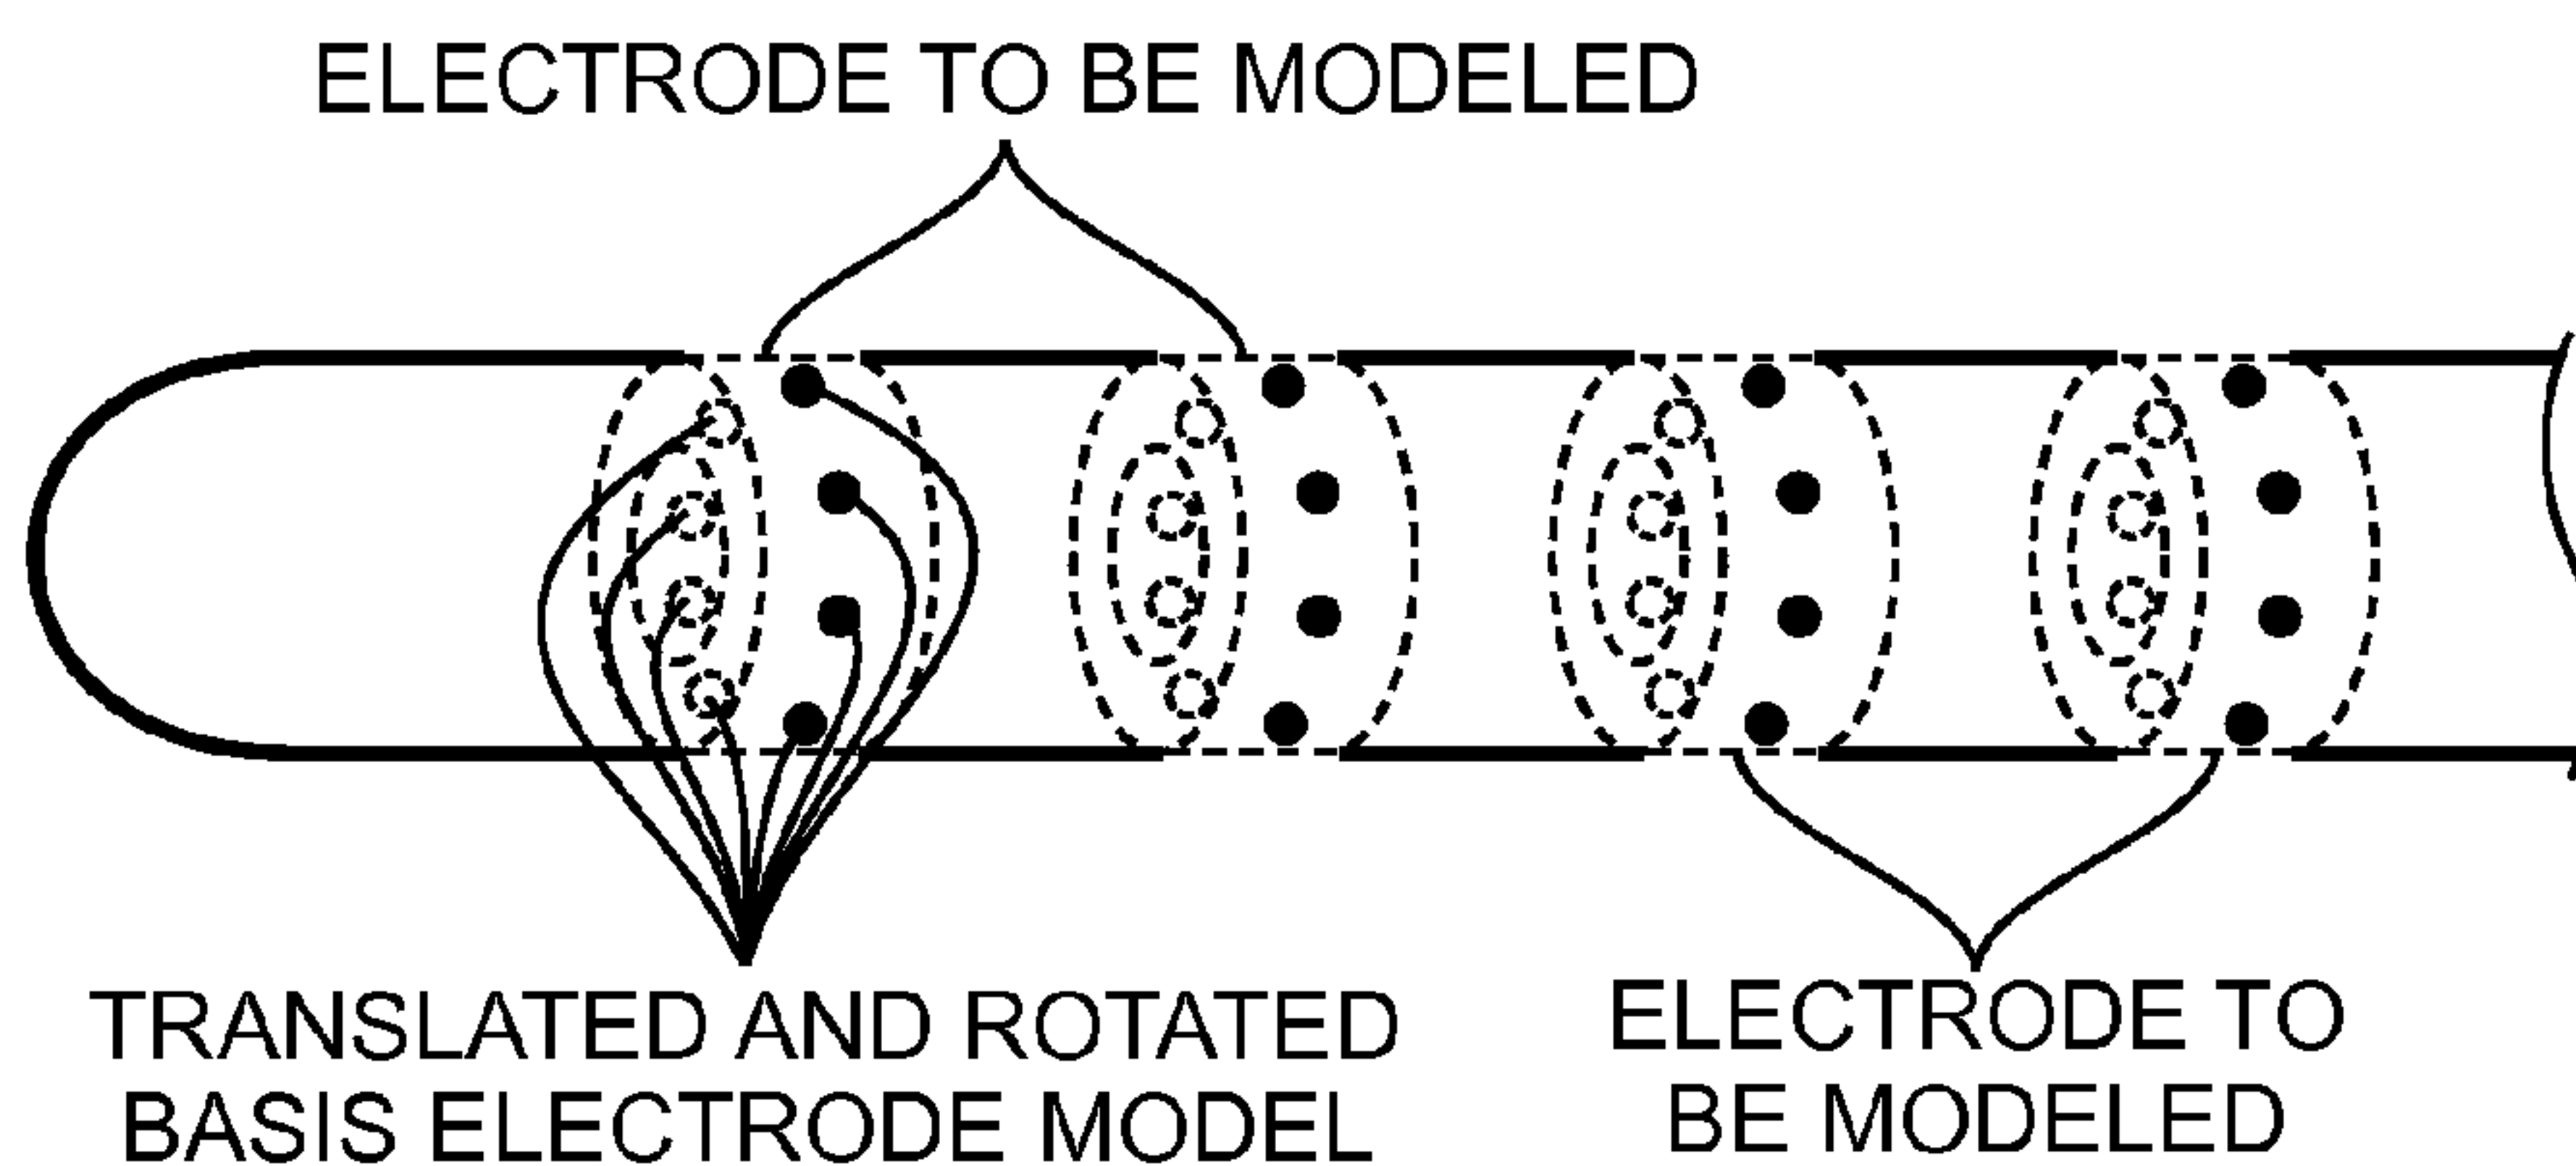 ELECTRODE TO BE MODELED
TRANSLATED AND ROTATED
BASIS ELECTRODE MODEL
ELECTRODE TO
BE MODELED